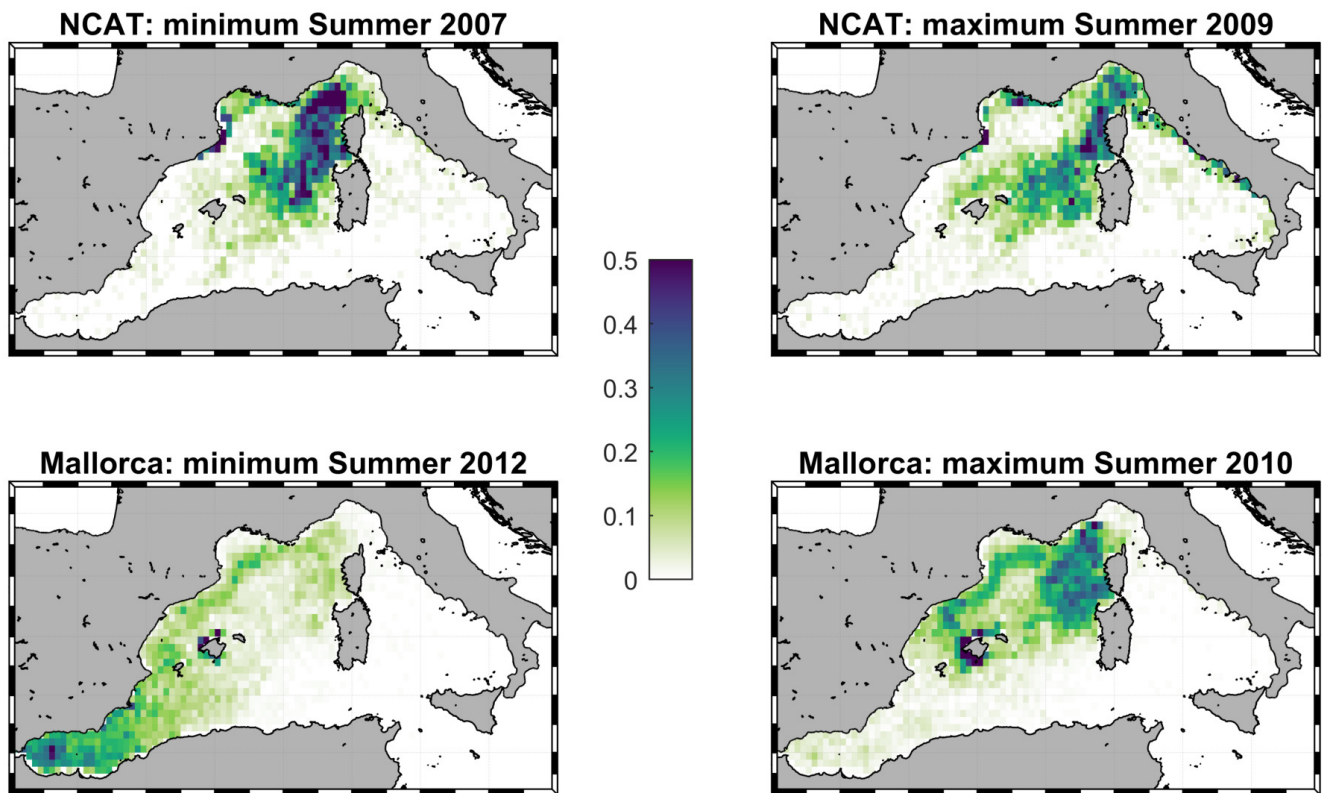 NCAT: minimum Summer 2007
NCAT: maximum Summer 2009
0.5
0.4
0.3
0.2
0.1
0
Mallorca: minimum Summer 2012
Mallorca: maximum Summer 2010